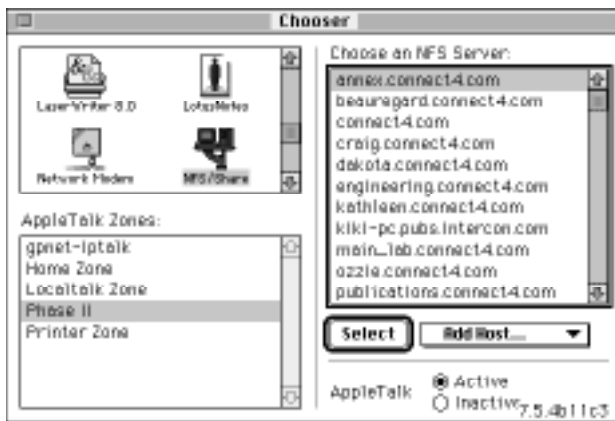 Chooser
LaserWriter 8.0
LotusNotes
Network Modem
NFS/Share
AppleTalk Zones:
gpnet-iptalk
Home Zone
Localtalk Zone
Phase II
Printer Zone
Choose an NFS Server:
annex.connect4.com
beauregard.connect4.com
connect4.com
craig.connect4.com
dakota.connect4.com
engineering.connect4.com
kathleen.connect4.com
kiki-pc.pubs.intercon.com
main_lab.connect4.com
ozzie.connect4.com
publications.connect4.com
Select
Add Host...
AppleTalk
Active
Inactive
7.5.4b11c3